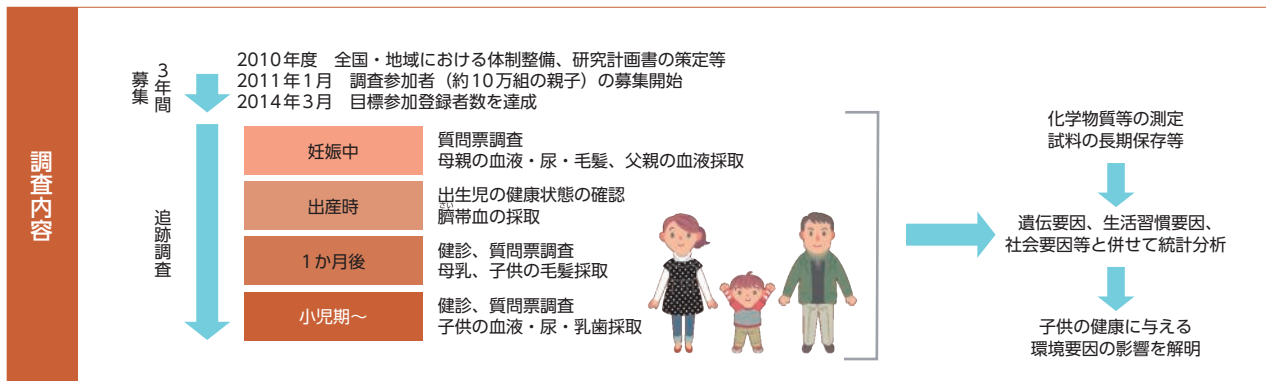 調査内容
3年間
募集
2010年度 全国・地域における体制整備、研究計画書の策定等
2011年1月 調査参加者（約10万組の親子）の募集開始
2014年3月 目標参加登録者数を達成
追跡調査
妊娠中
質問票調査
母親の血液・尿・毛髪、父親の血液採取
出産時
出生児の健康状態の確認
さい
臍帯血の採取
1か月後
健診、質問票調査
母乳、子供の毛髪採取
小児期～
健診、質問票調査
子供の血液・尿・乳歯採取
化学物質等の測定
試料の長期保存等
遺伝要因、生活習慣要因、
社会要因等と併せて統計分析
子供の健康に与える
環境要因の影響を解明